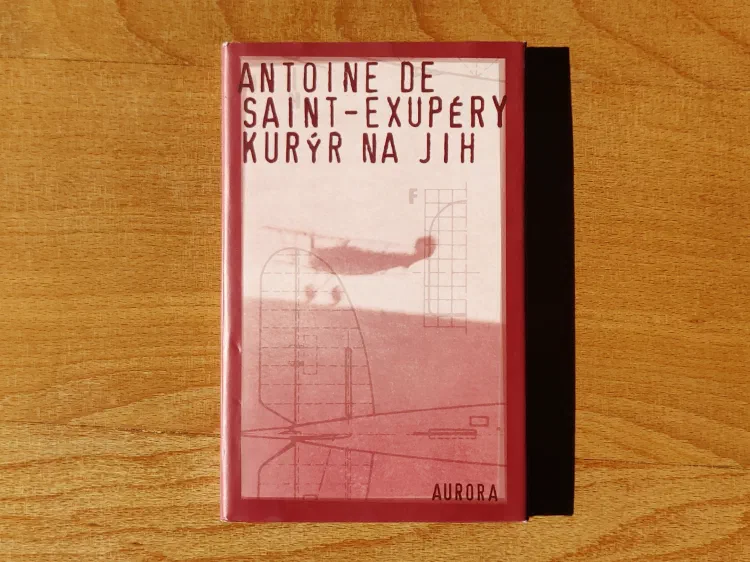 ANTOINE DE
SAINT-EXUPÉRY
KURÝR NA JIH
F
AURORA